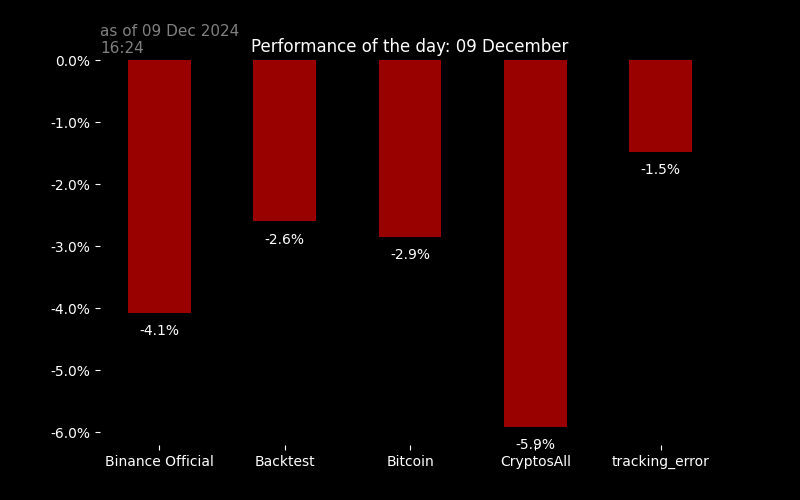 as of 09 Dec 2024
16:24
Performance of the day: 09 December
0.0%
-1.0%
-2.0%
-3.0%
-4.0%
-5.0%
-6.0%
-4.1%
-2.6%
-2.9%
-5.9%
-1.5%
Binance Official
Backtest
Bitcoin
CryptosAll
tracking_error